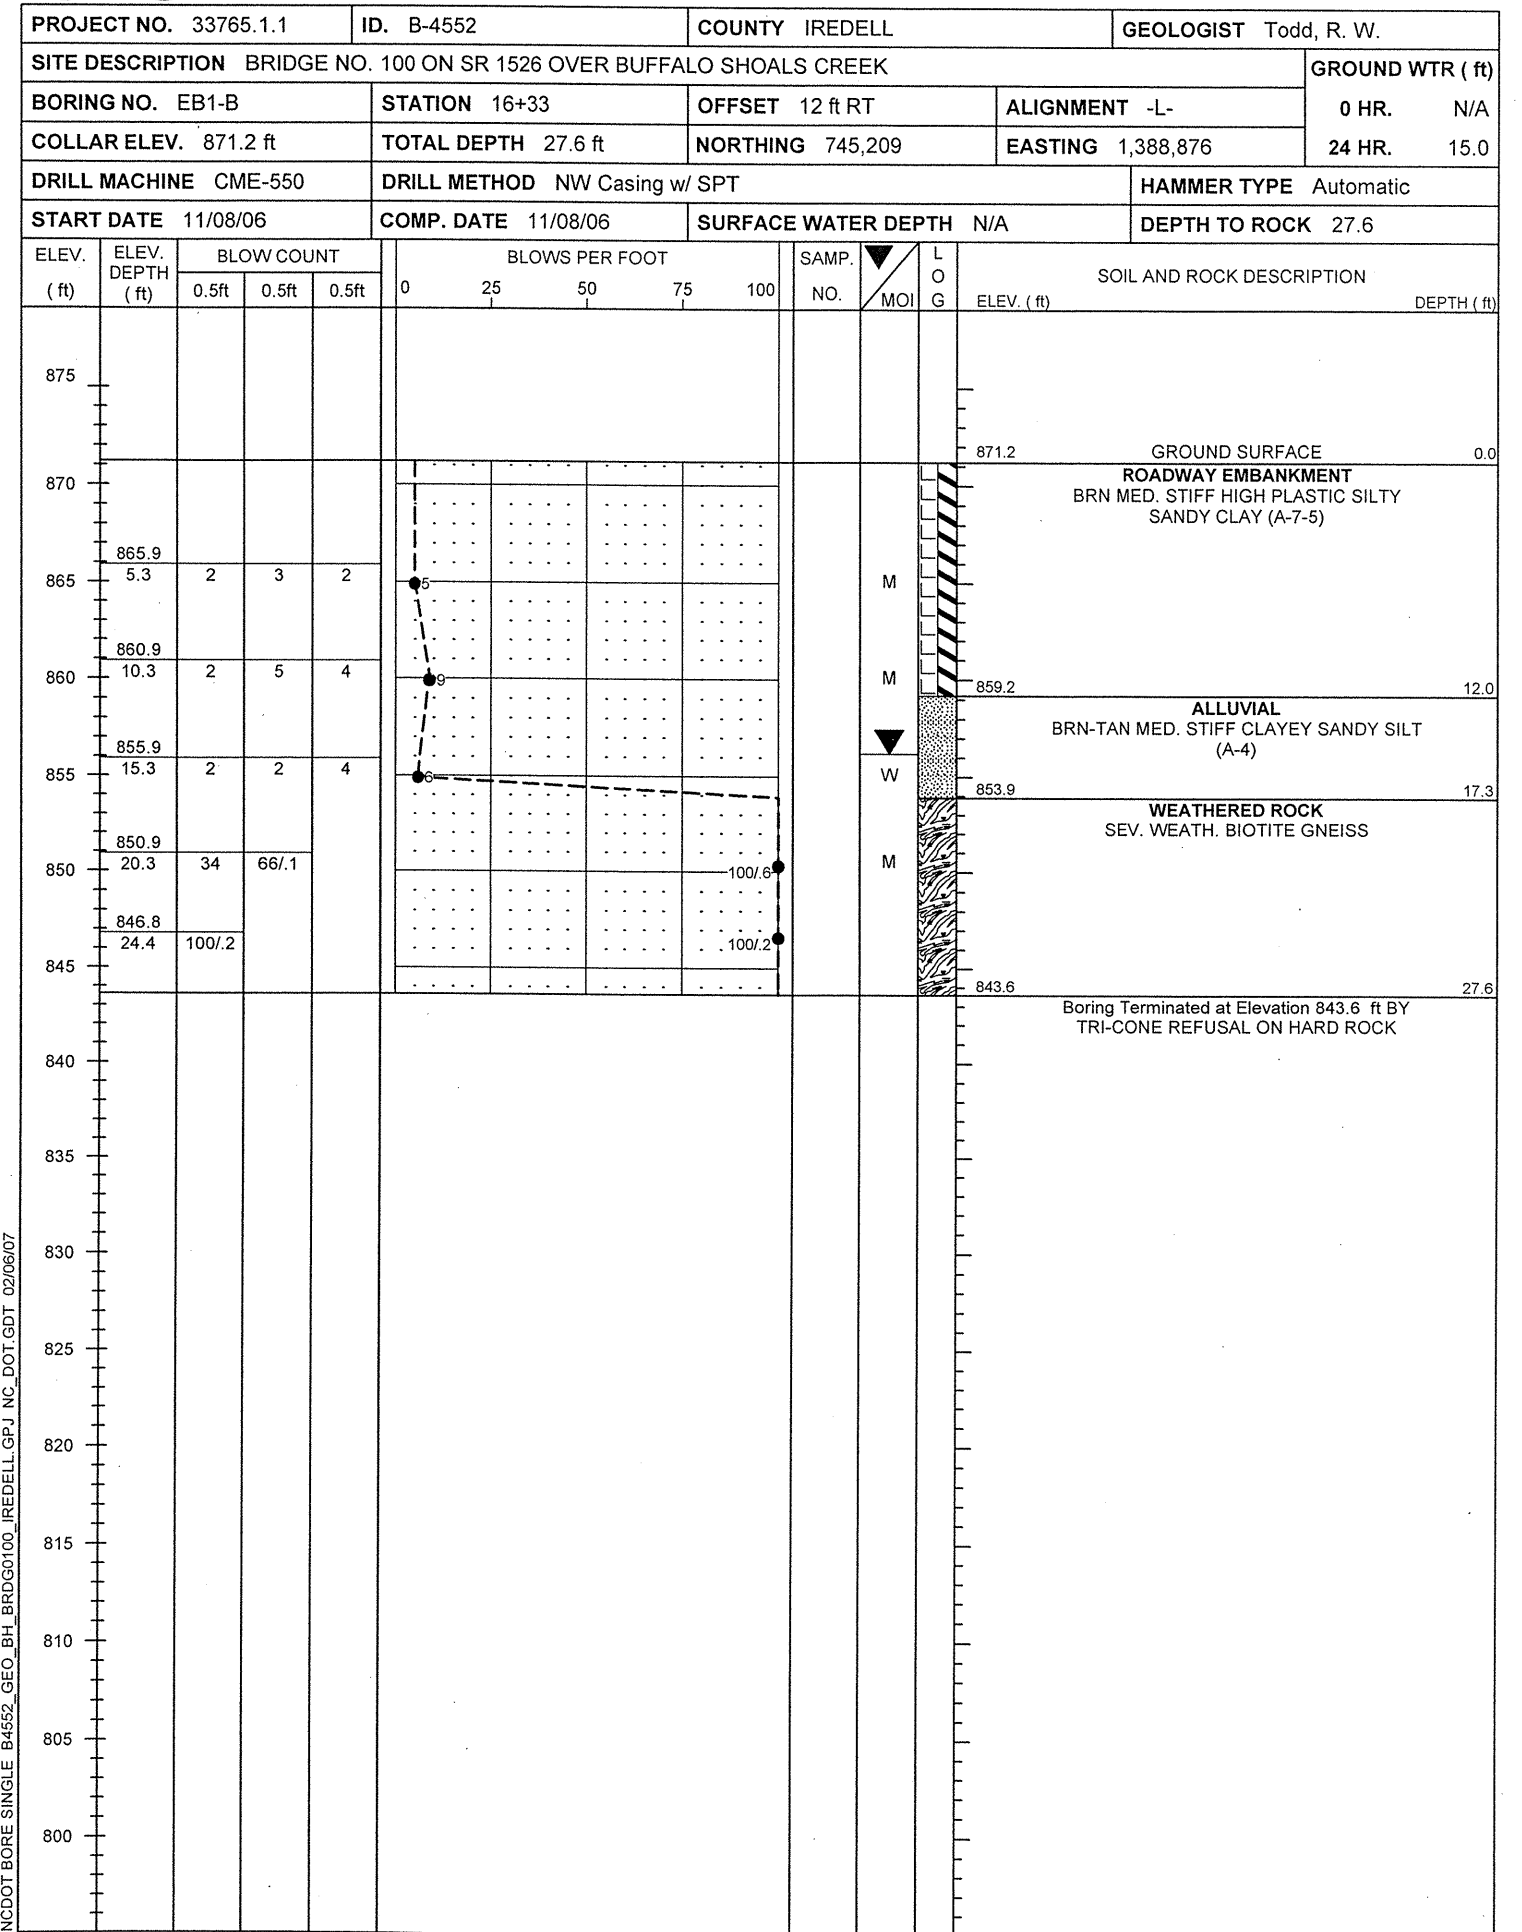 PROJECT NO. 33765.1.1 ID. B-4552 COUNTY IREDELL GEOLOGIST Todd, R. W.
SITE DESCRIPTION BRIDGE NO. 100 ON SR 1526 OVER BUFFALO SHOALS CREEK GROUND WTR ( ft)
BORING NO. EB1-B STATION 16+33 OFFSET 12 ft RT ALIGNMENT -L- 0 HR. N/A
COLLAR ELEV. 871.2 ft TOTAL DEPTH 27.6 ft NORTHING 745,209 EASTING 1,388,876 24 HR. 15.0
DRILL MACHINE CME-550 DRILL METHOD NW Casing w/ SPT HAMMER TYPE Automatic
START DATE 11/08/06 COMP. DATE 11/08/06 SURFACE WATER DEPTH N/A DEPTH TO ROCK 27.6
ELEV. ELEV. BLOW COUNT BLOWS PER FOOT SAMP. L
DEPTH O SOIL AND ROCK DESCRIPTION
( ft) ( ft) 0.5ft 0.5ft 0.5ft 0 25 50 75 100 NO. MOI G ELEV. ( ft) DEPTH ( ft)
875
871.2 GROUND SURFACE 0.0
ROADWAY EMBANKMENT
870 BRN MED. STIFF HIGH PLASTIC SILTY
SANDY CLAY (A-7-5)
865.9
865 5.3 2 3 2 5 M
860.9
860 10.3 2 5 4 9 M
859.2 12.0
ALLUVIAL
BRN-TAN MED. STIFF CLAYEY SANDY SILT
855.9 (A-4)
855 15.3 2 2 4 6 W
853.9 17.3
WEATHERED ROCK
SEV. WEATH. BIOTITE GNEISS
850.9
850 20.3 34 66/.1 100/.6 M
846.8
24.4 100/.2 100/.2
845
843.6 27.6
Boring Terminated at Elevation 843.6 ft BY
TRI-CONE REFUSAL ON HARD ROCK
840
835
830
825
820
815
810
805
800
NCDOT BORE SINGLE B4552_GEO_BH_BRDG0100_IREDELL.GPJ NC_DOT.GDT 02/06/07